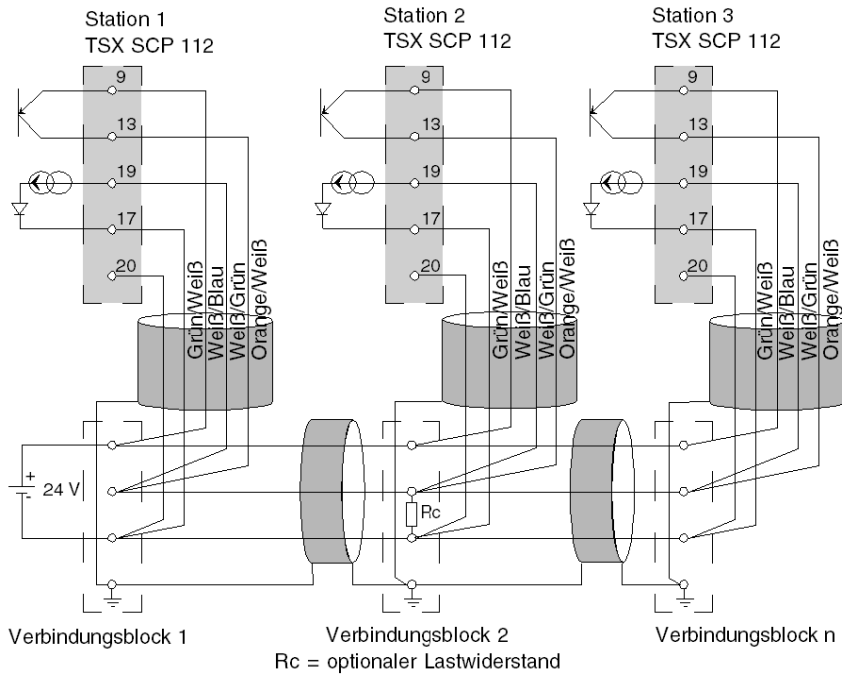 Station 1
TSX SCP 112
Station 2
TSX SCP 112
Station 3
TSX SCP 112
9
13
19
17
20
9
13
19
17
20
9
13
19
17
20
Grün/Weiß
Weiß/Blau
Weiß/Grün
Orange/Weiß
Grün/Weiß
Weiß/Blau
Weiß/Grün
Orange/Weiß
Grün/Weiß
Weiß/Blau
Weiß/Grün
Orange/Weiß
+
-
24 V
Rc
Verbindungsblock 1
Verbindungsblock 2
Verbindungsblock n
Rc = optionaler Lastwiderstand